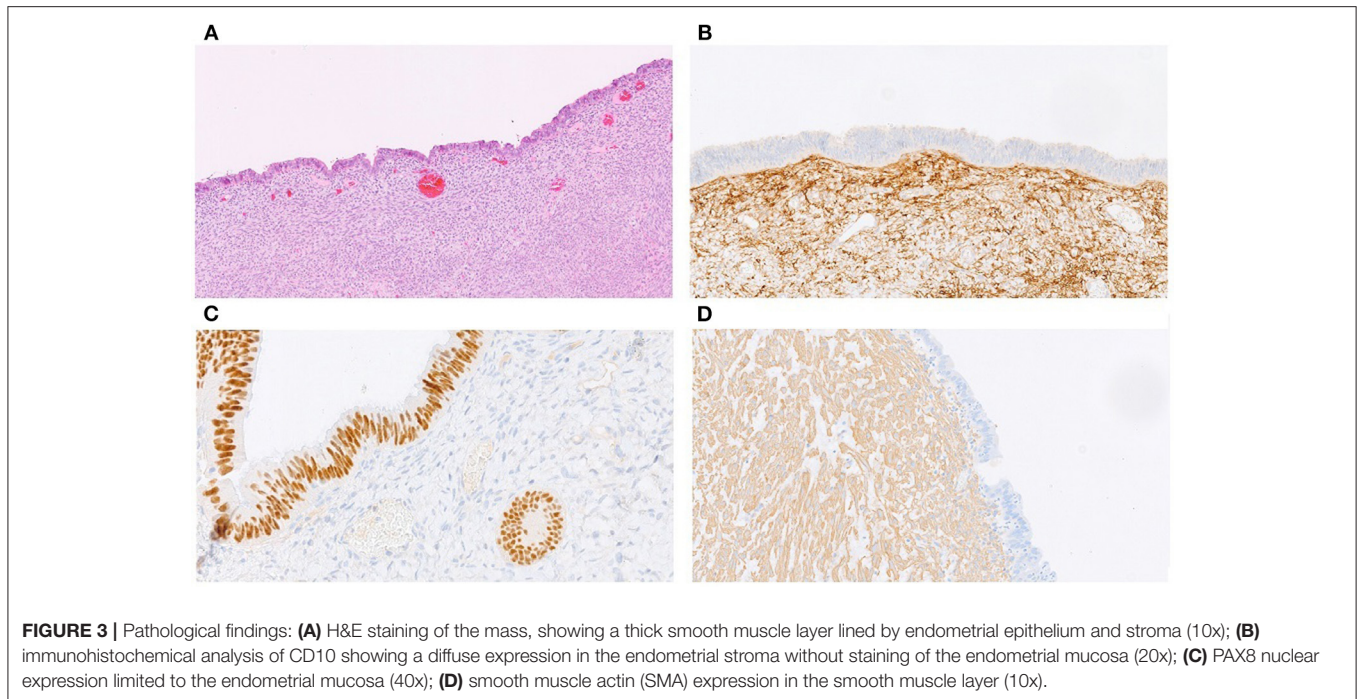 A
B
C
D
FIGURE 3 | Pathological findings: (A) H&E staining of the mass, showing a thick smooth muscle layer lined by endometrial epithelium and stroma (10x); (B)
immunohistochemical analysis of CD10 showing a diffuse expression in the endometrial stroma without staining of the endometrial mucosa (20x); (C) PAX8 nuclear
expression limited to the endometrial mucosa (40x); (D) smooth muscle actin (SMA) expression in the smooth muscle layer (10x).